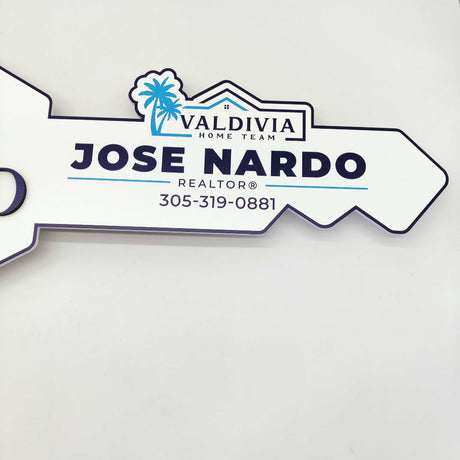 VALDIVIA
HOME TEAM
JOSE NARDO
REALTOR®
305-319-0881